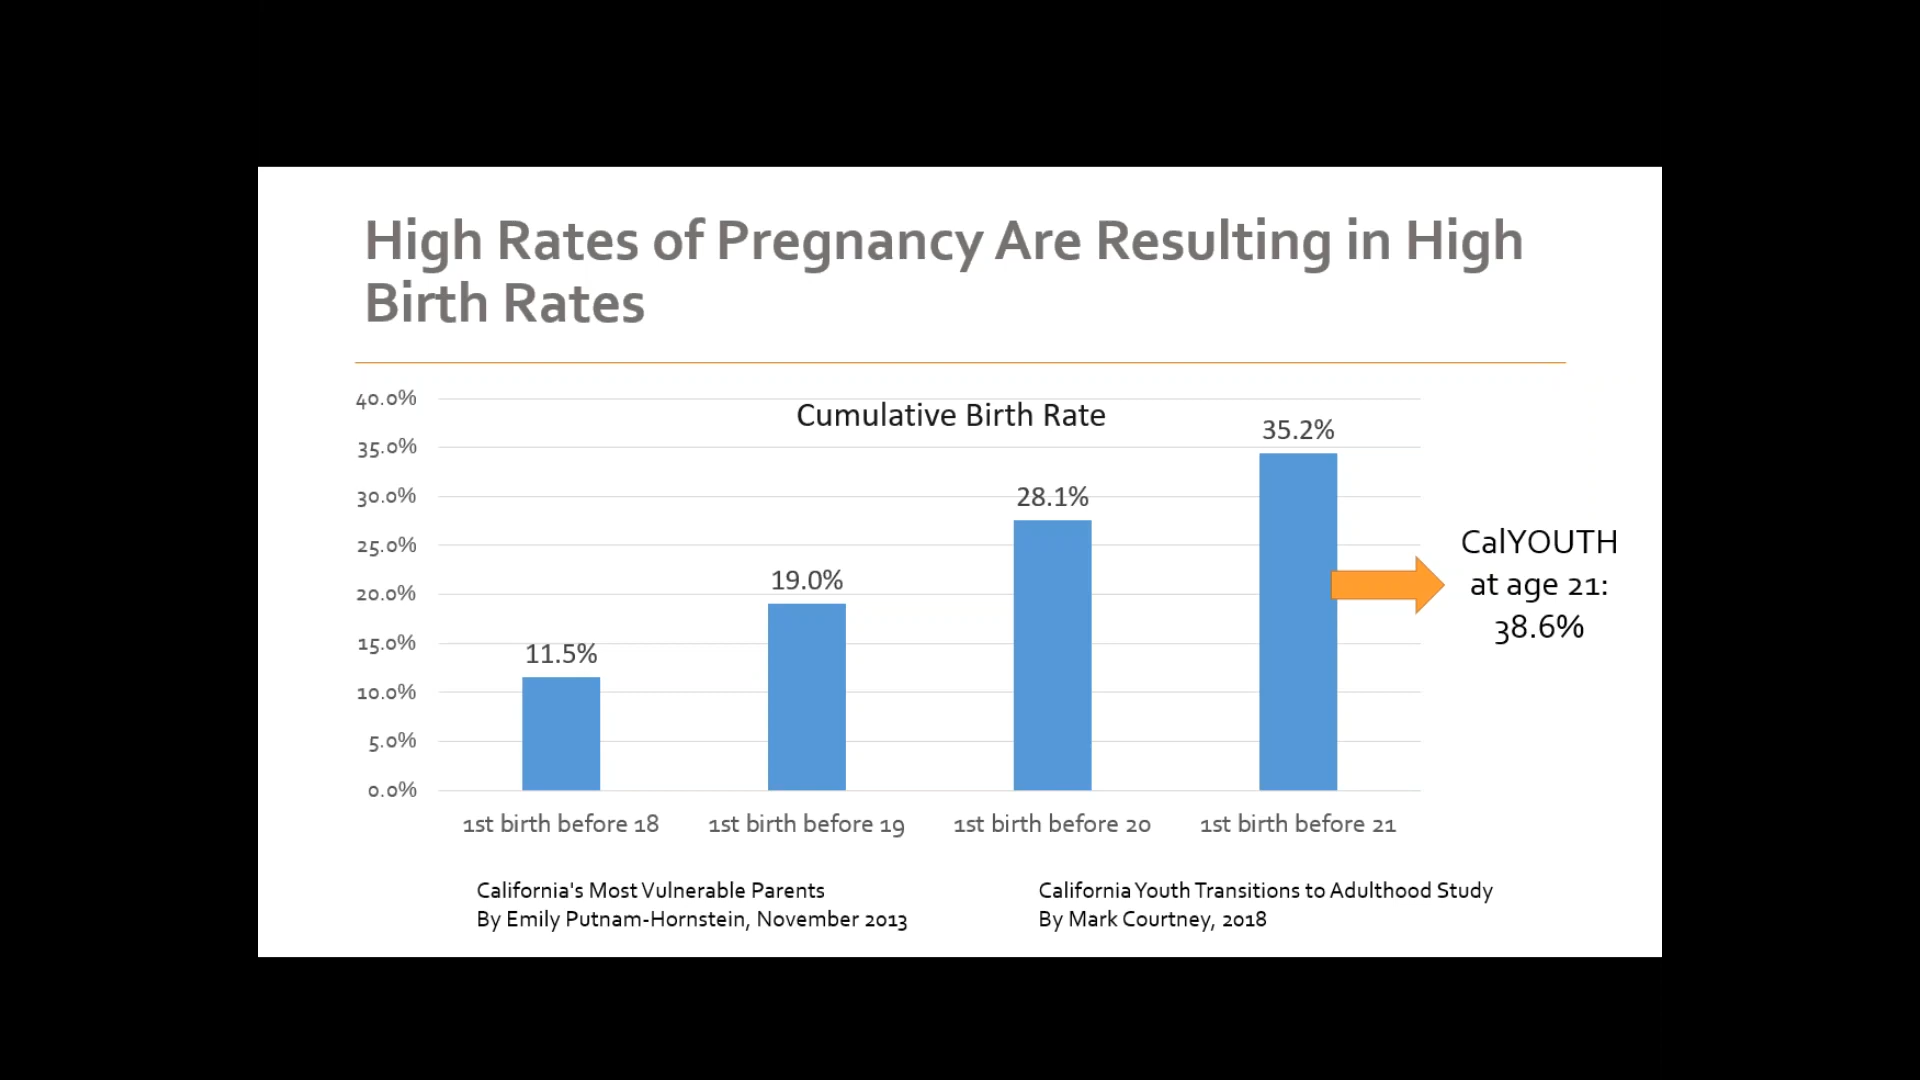 High Rates of Pregnancy Are Resulting in High
Birth Rates
Cumulative Birth Rate
40.0%
35.0%
30.0%
25.0%
20.0%
15.0%
10.0%
5.0%
0.0%
11.5%
19.0%
28.1%
35.2%
1st birth before 18
1st birth before 19
1st birth before 20
1st birth before 21
CalYOUTH
at age 21:
38.6%
California's Most Vulnerable Parents
By Emily Putnam-Hornstein, November 2013
California Youth Transitions to Adulthood Study
By Mark Courtney, 2018